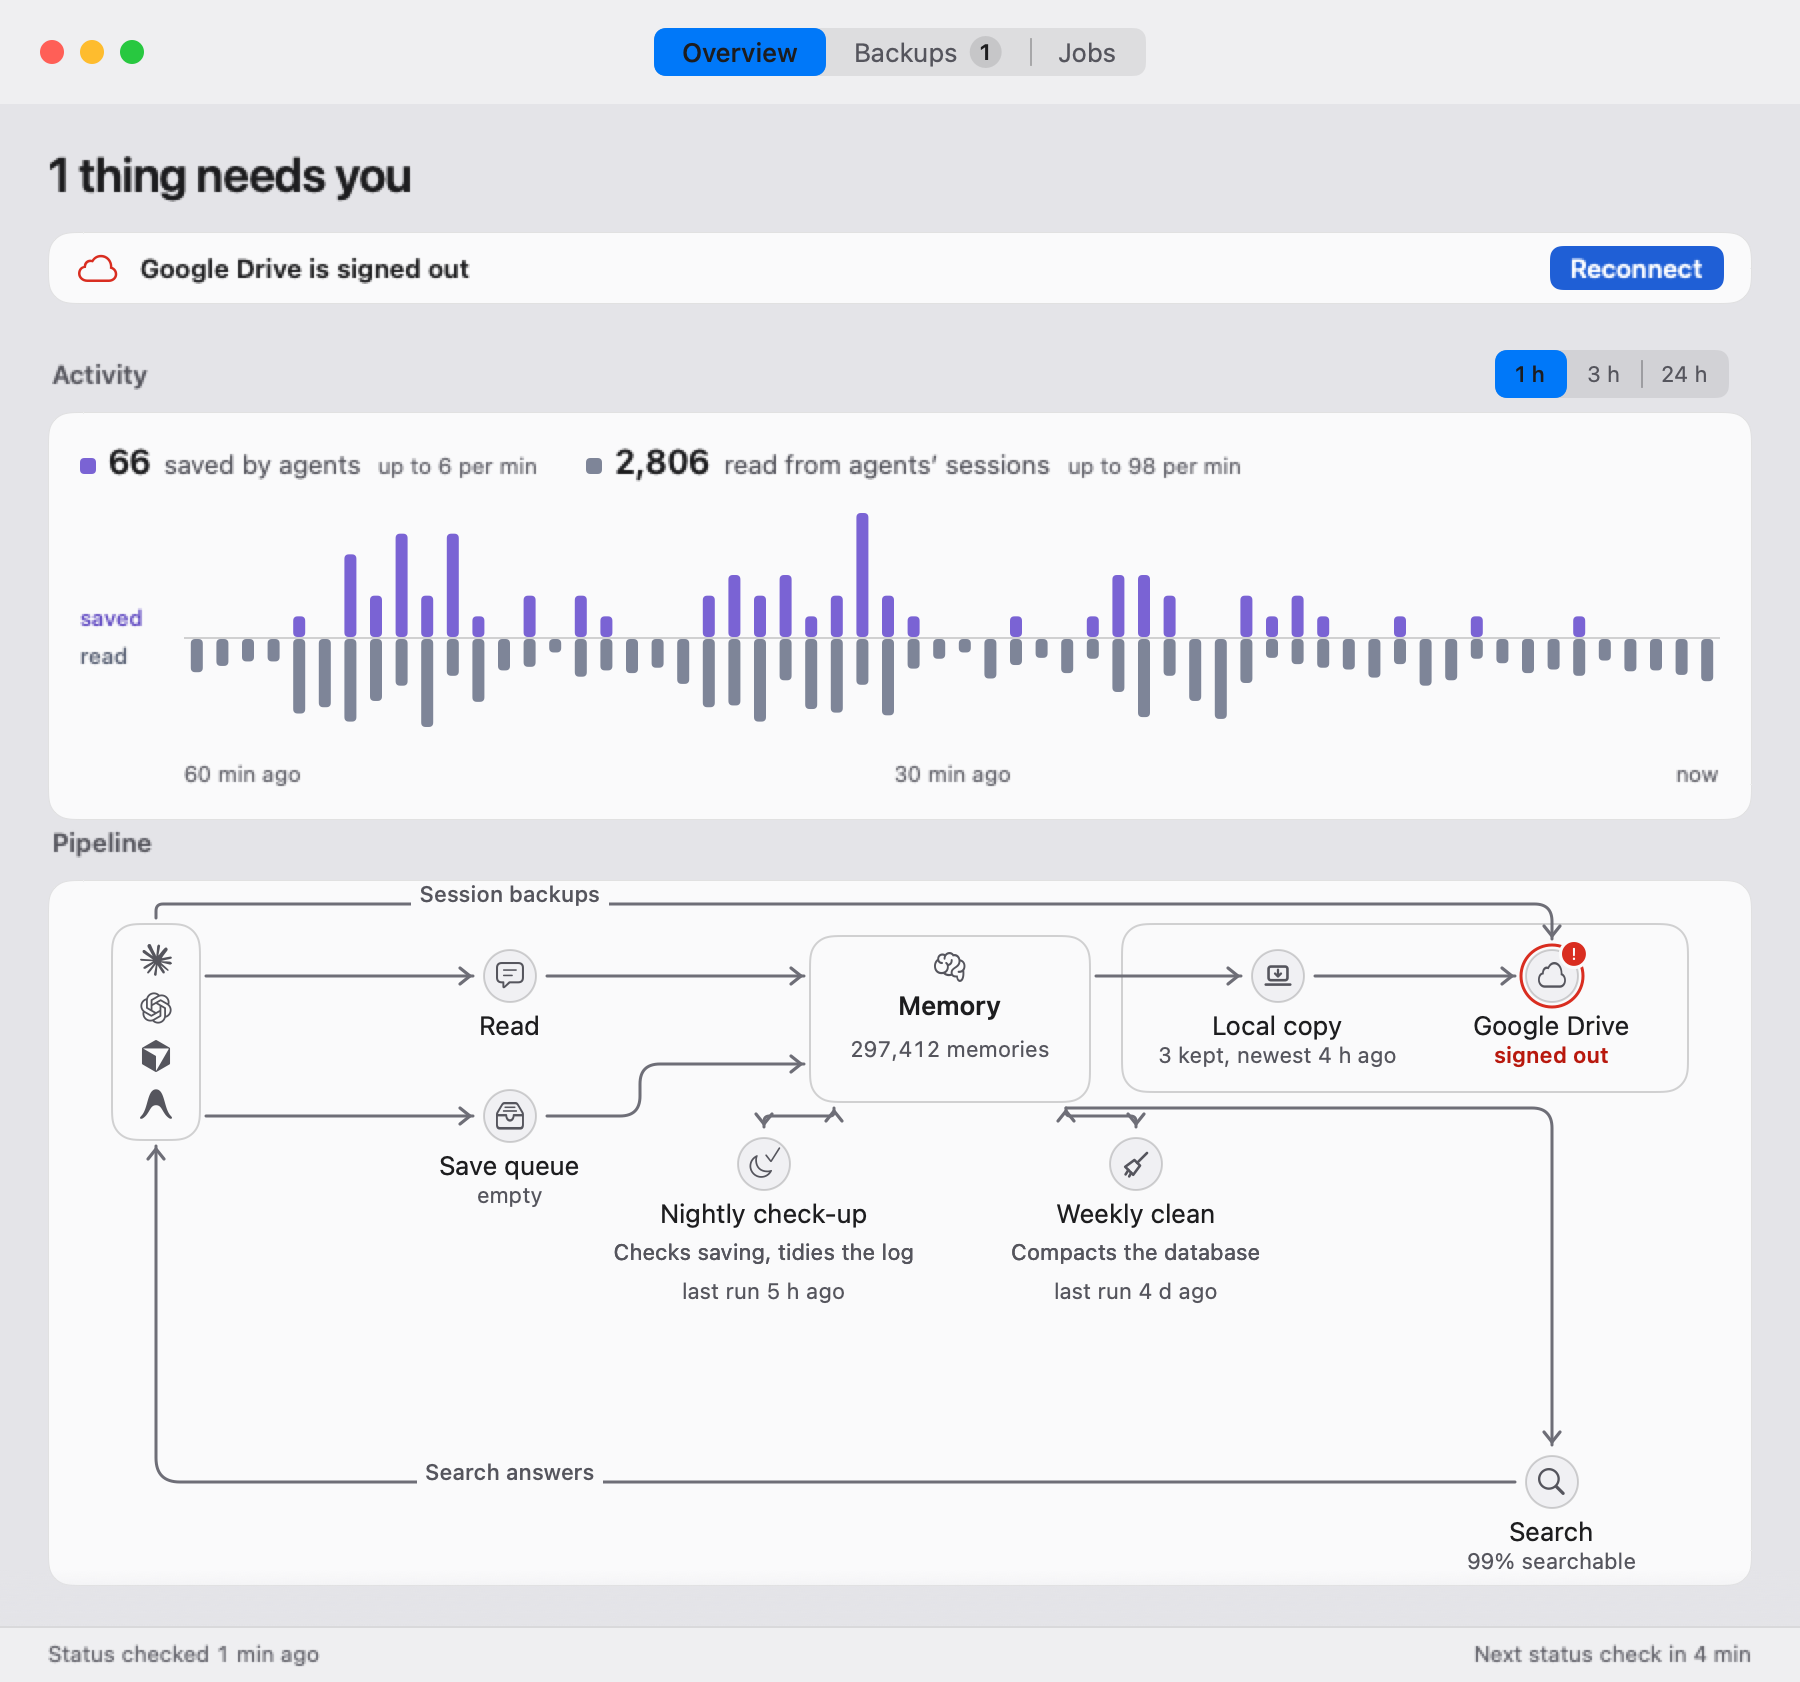 Overview Backups 1 Jobs
1 thing needs you
Google Drive is signed out Reconnect
Activity 1 h 3 h 24 h
66 saved by agents up to 6 per min 2,806 read from agents’ sessions up to 98 per min
saved
read
60 min ago 30 min ago now
Pipeline
Session backups
!
Memory
297,412 memories
Read
Local copy
3 kept, newest 4 h ago
Google Drive
signed out
Save queue
empty
Nightly check-up
Checks saving, tidies the log
last run 5 h ago
Weekly clean
Compacts the database
last run 4 d ago
Search answers
Search
99% searchable
Status checked 1 min ago Next status check in 4 min